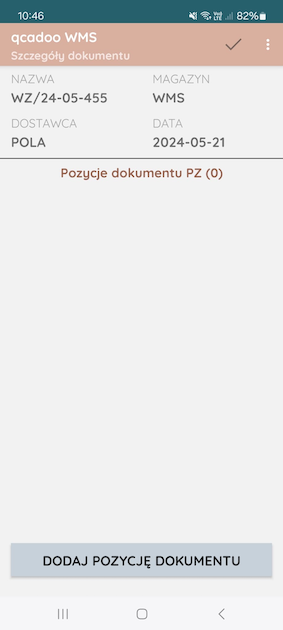 10:46
82%
qcadoo WMS
Szczegóły dokumentu
NAZWA
MAGAZYN
WZ/24-05-455
WMS
DOSTAWCA
DATA
POLA
2024-05-21
Pozycje dokumentu PZ (0)
DODAJ POZYCJĘ DOKUMENTU